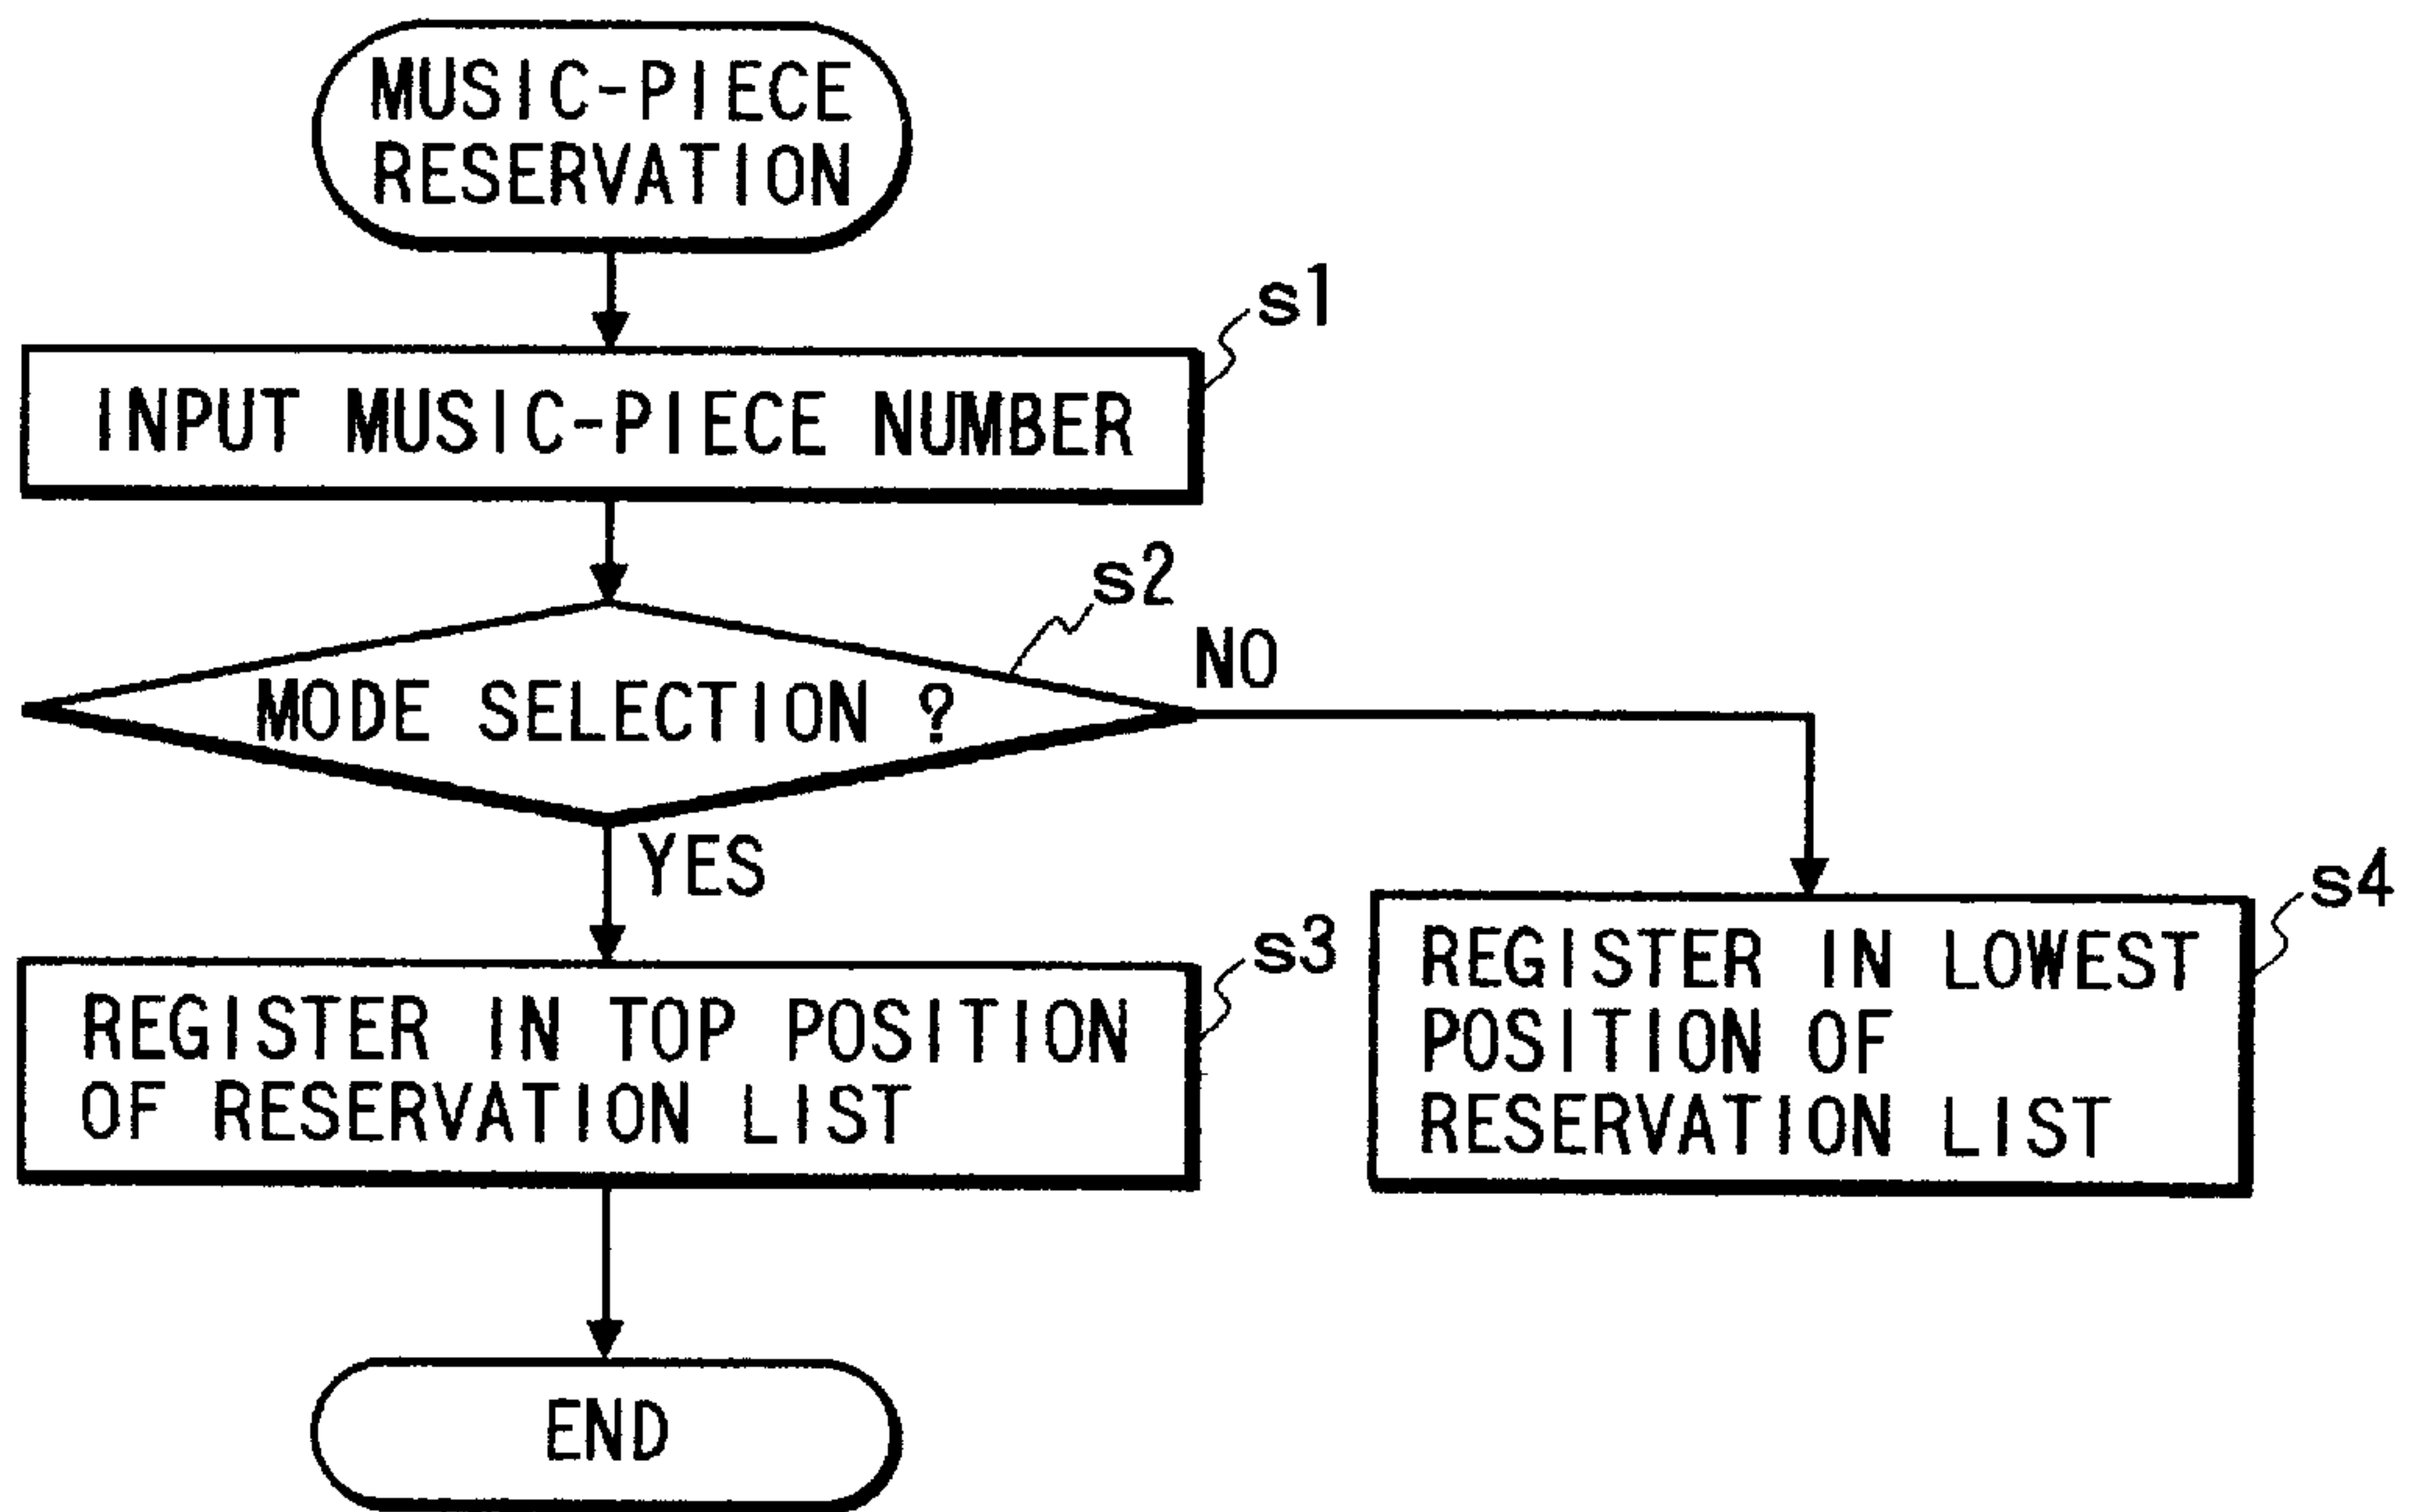 MUSIC-PIECE
RESERVATION
s1
INPUT MUSIC-PIECE NUMBER
s2
MODE SELECTION ?
NO
YES
s3
REGISTER IN TOP POSITION
OF RESERVATION LIST
s4
REGISTER IN LOWEST
POSITION OF
RESERVATION LIST
END